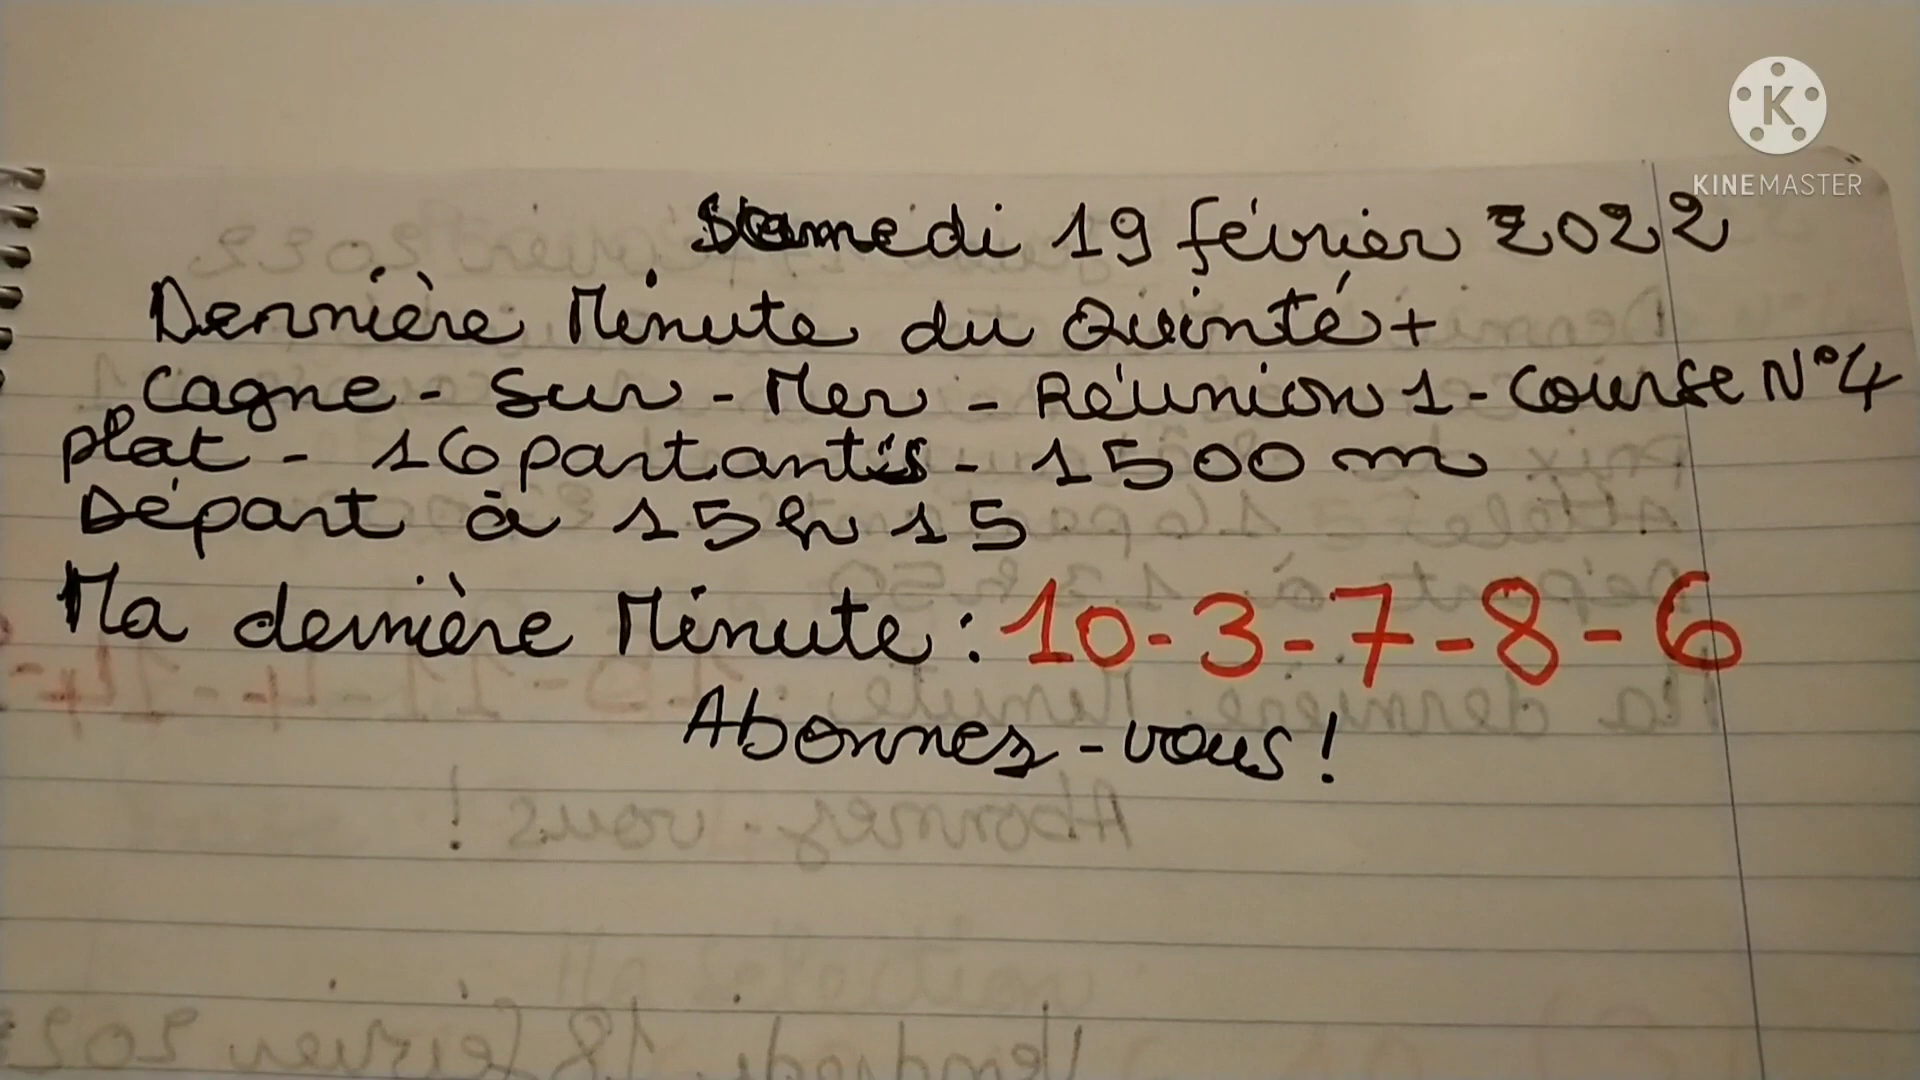 KINEMASTER
Samedi 19 février 2022
Dernière Minute du Quinté+
Cagne - Sur - Mer - Réunion 1 - Course N°4
plat - 16 partants - 1500 m
Départ à 15h15
Ma dernière Minute : 10 - 3 - 7 - 8 - 6
Abonnez - vous !